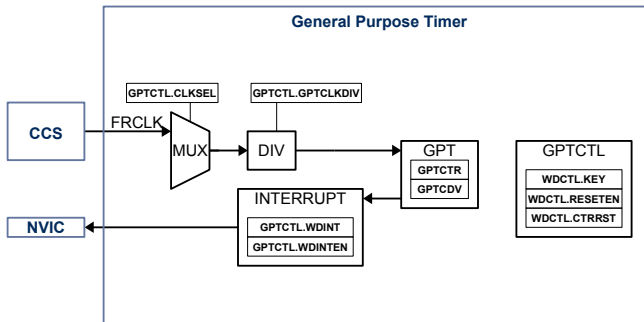 General Purpose Timer
GPTCTL.CLKSEL
GPTCTL.GPTCLKDIV
CCS
FRCLK
MUX
DIV
GPT
GPTCTR
GPTCDV
GPTCTL
WDCTL.KEY
WDCTL.RESETEN
WDCTL.CTRRST
INTERRUPT
GPTCTL.WDINT
GPTCTL.WDINTEN
NVIC